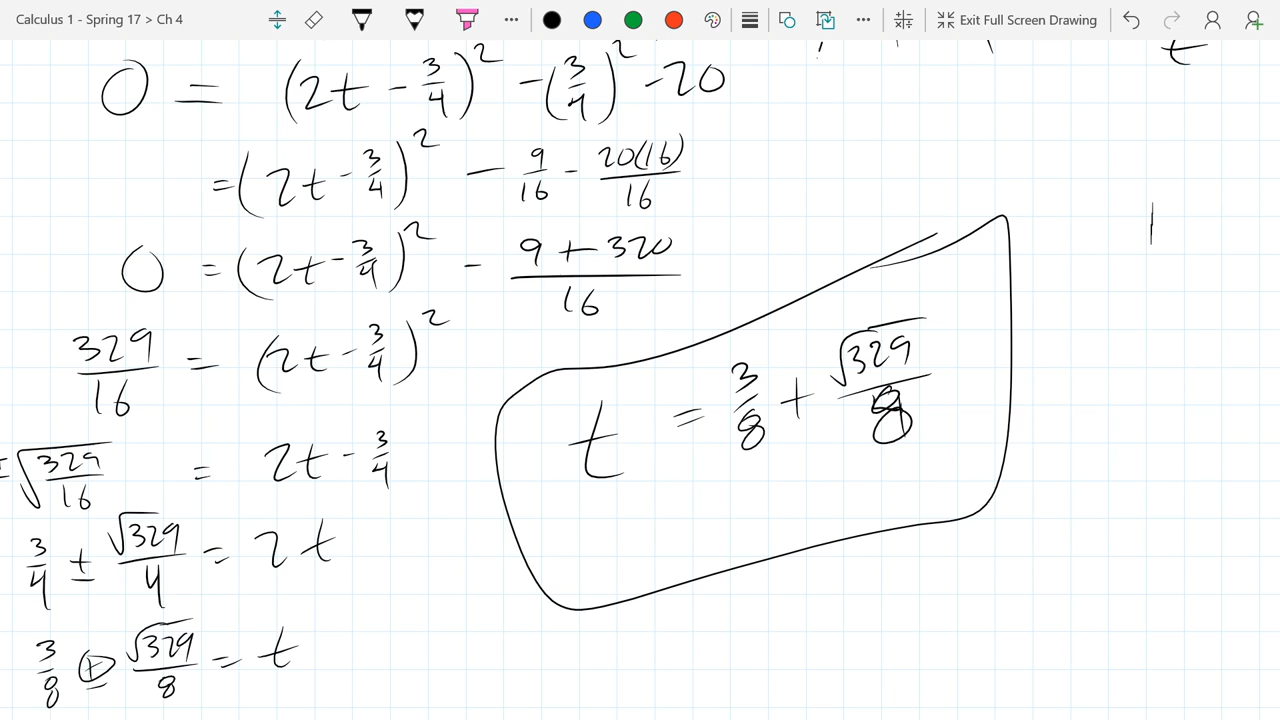 Calculus 1 - Spring 17 > Ch 4
Exit Full Screen Drawing
t
0 = (2t - 3/4)² - (3/4)² - 20
= (2t - 3/4)² - 9/16 - 20(16)/16
0 = (2t - 3/4)² - (9 + 320)/16
329/16 = (2t - 3/4)²
±√(329/16) = 2t - 3/4
3/4 ± √329/4 = 2t
3/8 ± √329/8 = t
t = 3/8 + √329/8